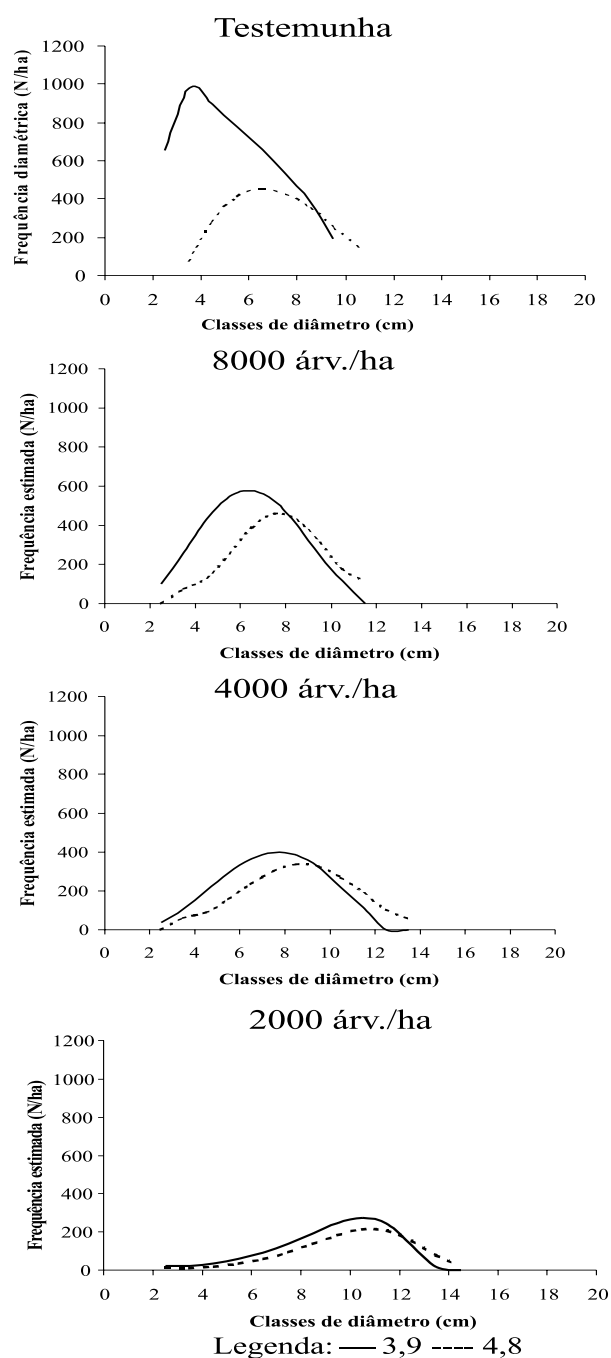 Testemunha
Frequência diamétrica (N/ha)
1200
1000
800
600
400
200
0
0 2 4 6 8 10 12 14 16 18 20
Classes de diâmetro (cm)
8000 árv./ha
Frequência estimada (N/ha)
1200
1000
800
600
400
200
0
0 2 4 6 8 10 12 14 16 18 20
Classes de diâmetro (cm)
4000 árv./ha
Frequência estimada (N/ha)
1200
1000
800
600
400
200
0
0 2 4 6 8 10 12 14 16 18 20
Classes de diâmetro (cm)
2000 árv./ha
Frequência estimada (N/ha)
1200
1000
800
600
400
200
0
0 2 4 6 8 10 12 14 16 18 20
Classes de diâmetro (cm)
Legenda: 3,9 4,8